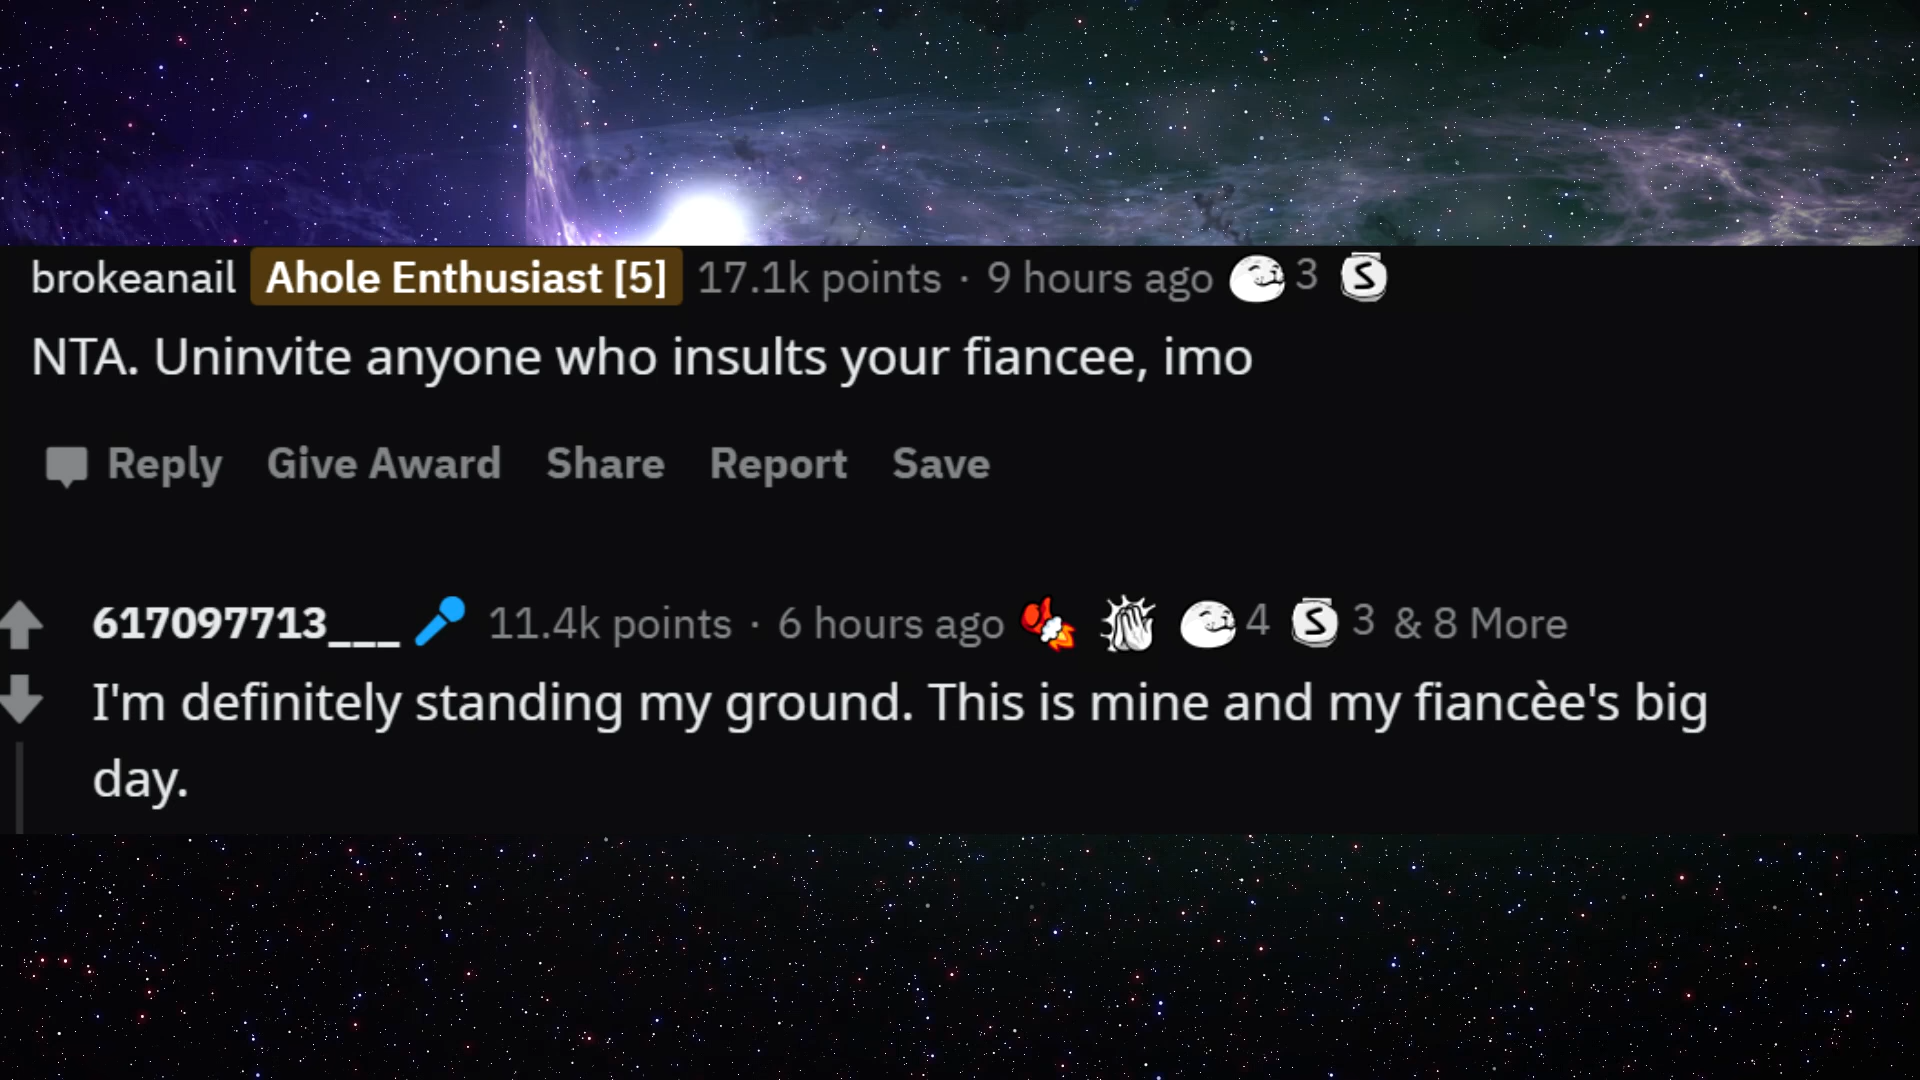 brokeanail Ahole Enthusiast [5] 17.1k points · 9 hours ago 3 S
NTA. Uninvite anyone who insults your fiancee, imo
Reply Give Award Share Report Save
617097713___ 11.4k points · 6 hours ago 4 S 3 & 8 More
I'm definitely standing my ground. This is mine and my fiancèe's big
day.